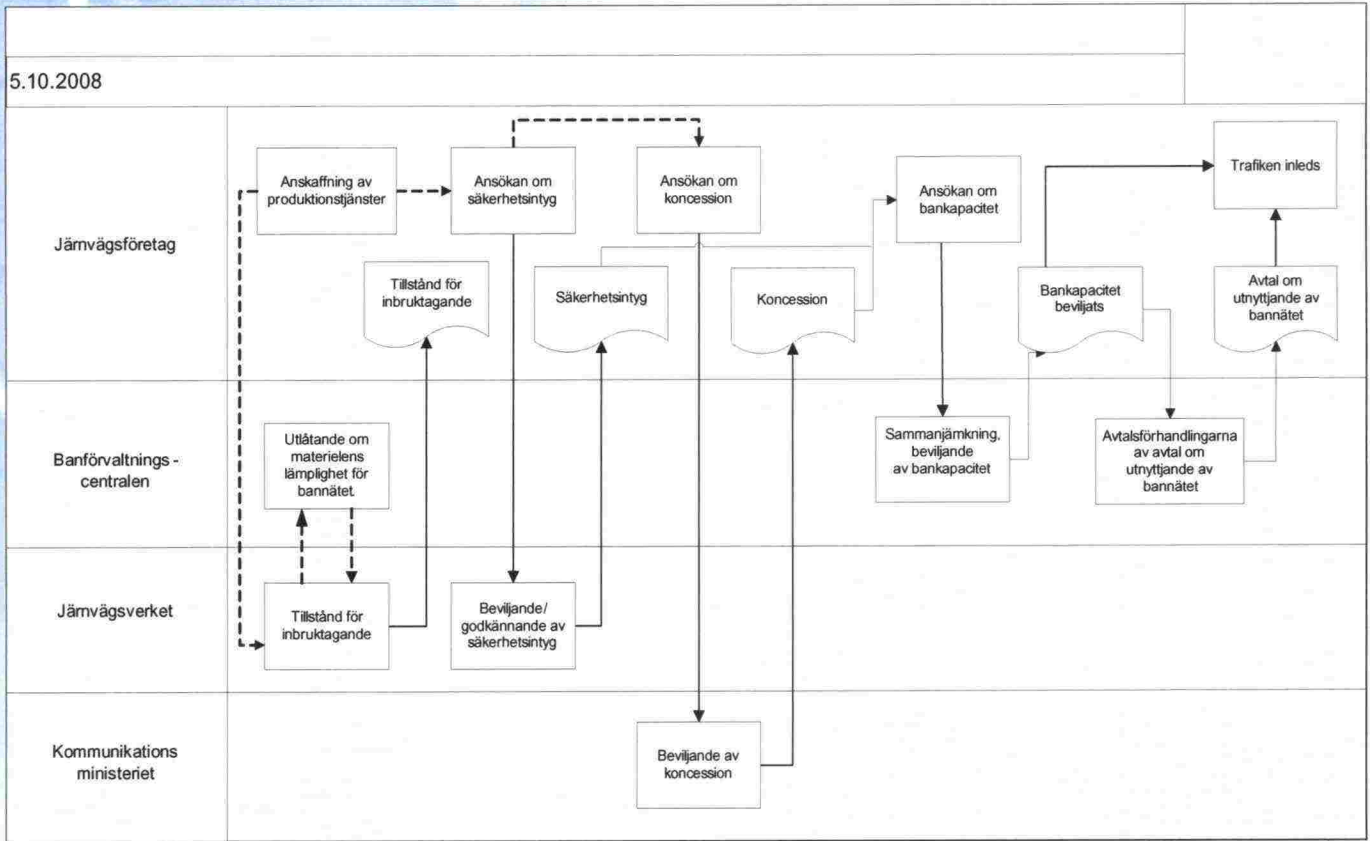 5.10.2008
Järnvägsföretag
Anskaffning av
produktionstjänster
Ansökan om
säkerhetsintyg
Ansökan om
koncession
Ansökan om
bankapacitet
Trafiken inleds
Tillstånd för
inbruktagande
Säkerhetsintyg
Koncession
Bankapacitet
beviljats
Avtal om
utnyttjande av
bannätet
Banförvaltnings -
centralen
Utlåtande om
materielens
lämplighet för
bannätet.
Sammanjämkning,
beviljande
av bankapacitet
Avtalsförhandlingarna
av avtal om
utnyttjande av
bannätet
Järnvägsverket
Tillstånd för
inbruktagande
Beviljande/
godkännande av
säkerhetsintyg
Kommunikations
ministeriet
Beviljande av
koncession